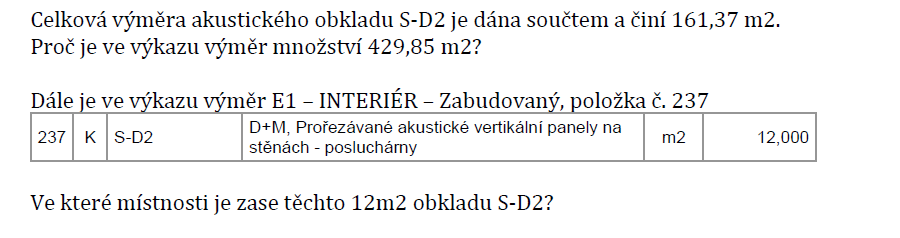 Celková výměra akustického obkladu S-D2 je dána součtem a činí 161,37 m2.
Proč je ve výkazu výměr množství 429,85 m2?
Dále je ve výkazu výměr E1 – INTERIÉR – Zabudovaný, položka č. 237
237 K S-D2 D+M, Prořezávané akustické vertikální panely na stěnách - posluchárny m2 12,000
Ve které místnosti je zase těchto 12m2 obkladu S-D2?